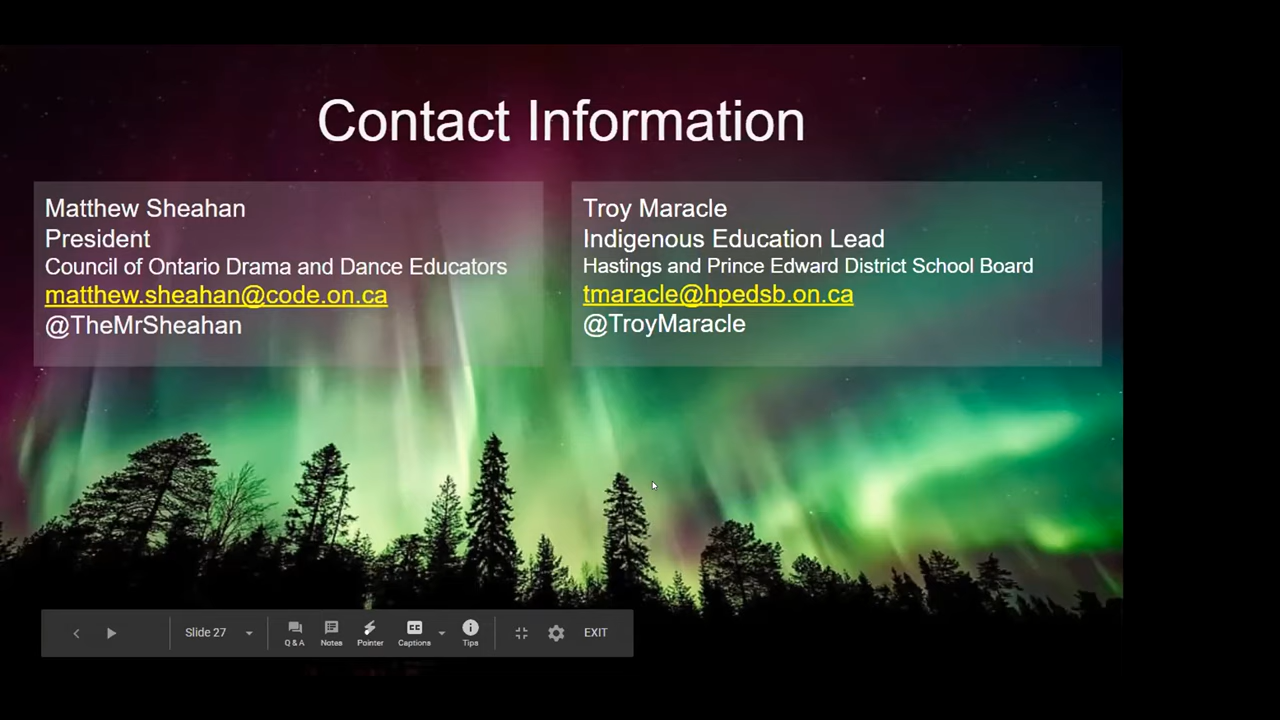 Contact Information
Matthew Sheahan
President
Council of Ontario Drama and Dance Educators
matthew.sheahan@code.on.ca
@TheMrSheahan
Troy Maracle
Indigenous Education Lead
Hastings and Prince Edward District School Board
tmaracle@hpedsb.on.ca
@TroyMaracle
Slide 27
Q & A
Notes
Pointer
CC
Captions
Tips
EXIT